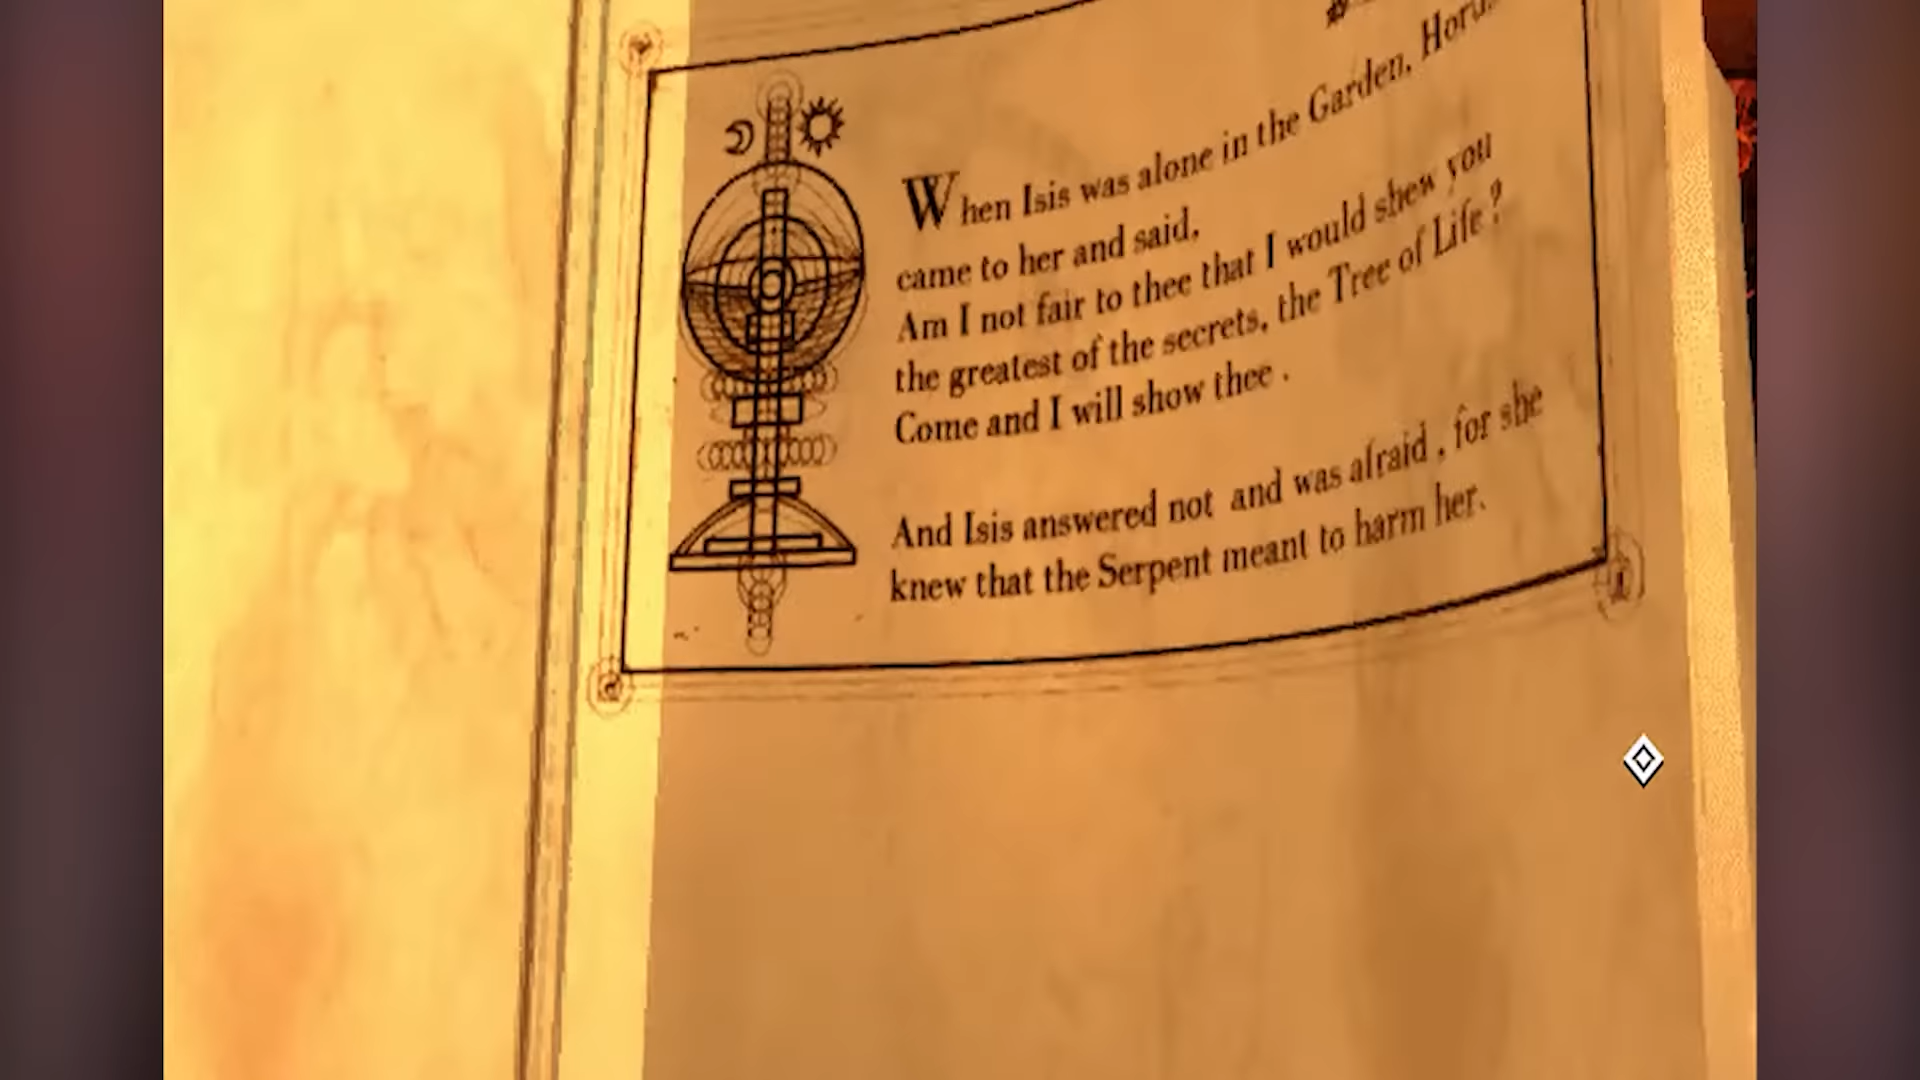 When Isis was alone in the Garden, Horus
came to her and said,
Am I not fair to thee that I would shew you
the greatest of the secrets, the Tree of Life ?
Come and I will show thee .
And Isis answered not and was afraid , for she
knew that the Serpent meant to harm her.